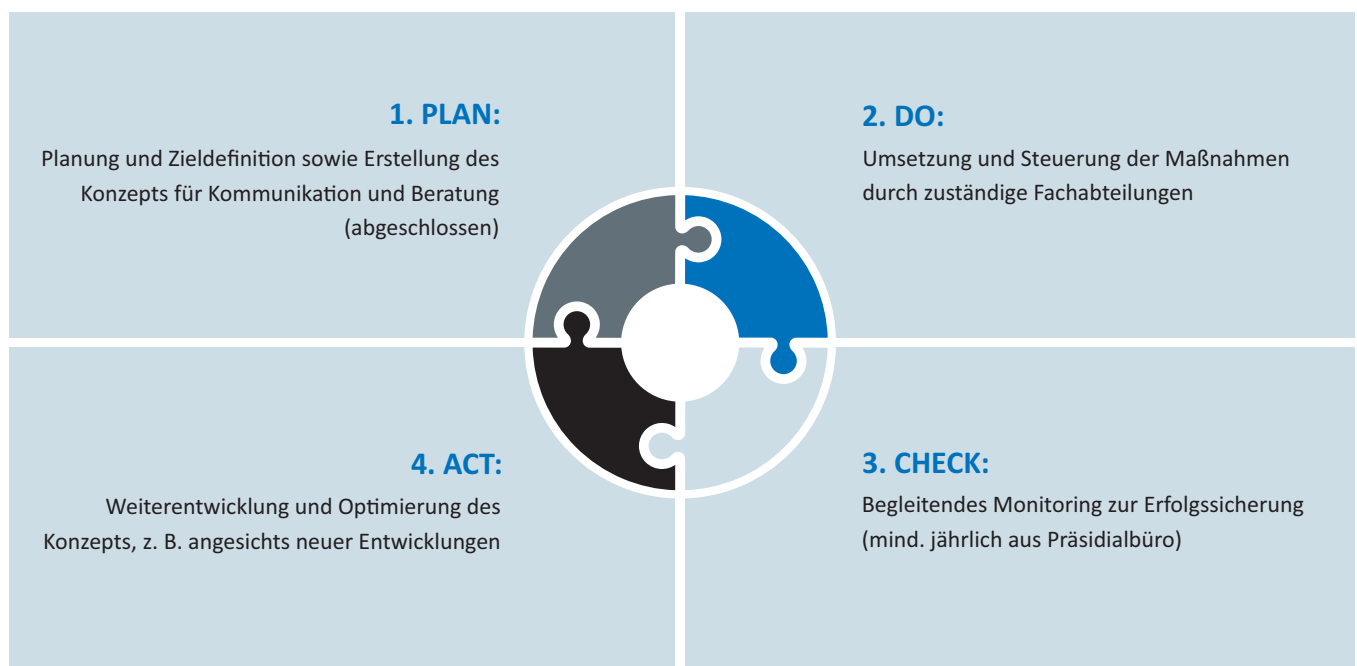 1. PLAN:
Planung und Zieldefinition sowie Erstellung des
Konzepts für Kommunikation und Beratung
(abgeschlossen)
2. DO:
Umsetzung und Steuerung der Maßnahmen
durch zuständige Fachabteilungen
3. CHECK:
Begleitendes Monitoring zur Erfolgssicherung
(mind. jährlich aus Präsidialbüro)
4. ACT:
Weiterentwicklung und Optimierung des
Konzepts, z. B. angesichts neuer Entwicklungen